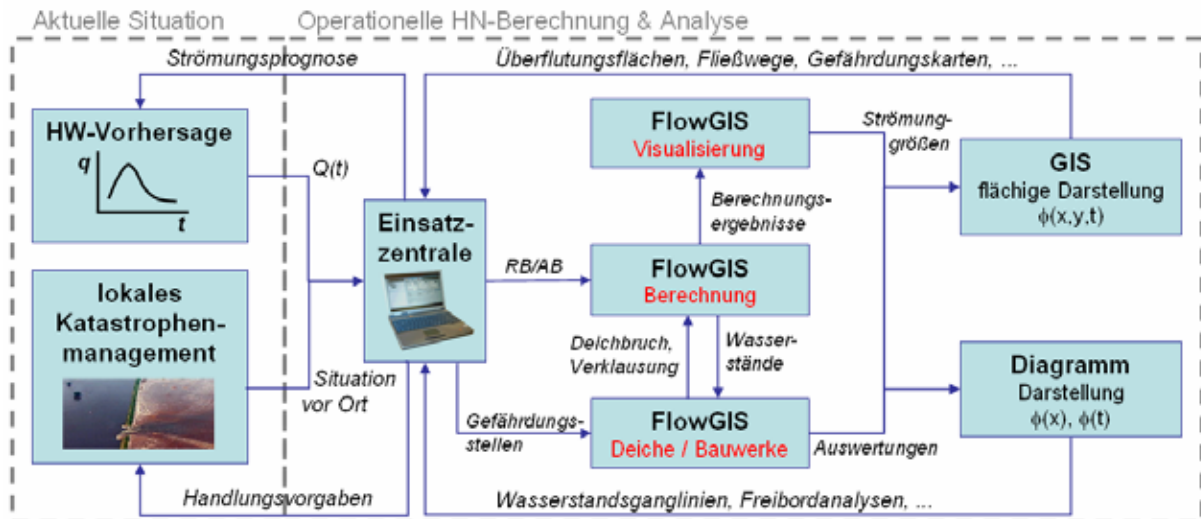 Aktuelle Situation
Operationelle HN-Berechnung & Analyse
Strömungsprognose
Überflutungsflächen, Fließwege, Gefährdungskarten, ...
HW-Vorhersage
q
t
Q(t)
lokales
Katastrophen-
management
Situation
vor Ort
Einsatz-
zentrale
RB/AB
Gefährdungs-
stellen
FlowGIS
Visualisierung
Berechnungs-
ergebnisse
FlowGIS
Berechnung
Deichbruch,
Verklausung
Wasser-
stände
FlowGIS
Deiche / Bauwerke
Strömung-
größen
Auswertungen
GIS
flächige Darstellung
ϕ(x,y,t)
Diagramm
Darstellung
ϕ(x), ϕ(t)
Handlungsvorgaben
Wasserstandsganglinien, Freibordanalysen, ...